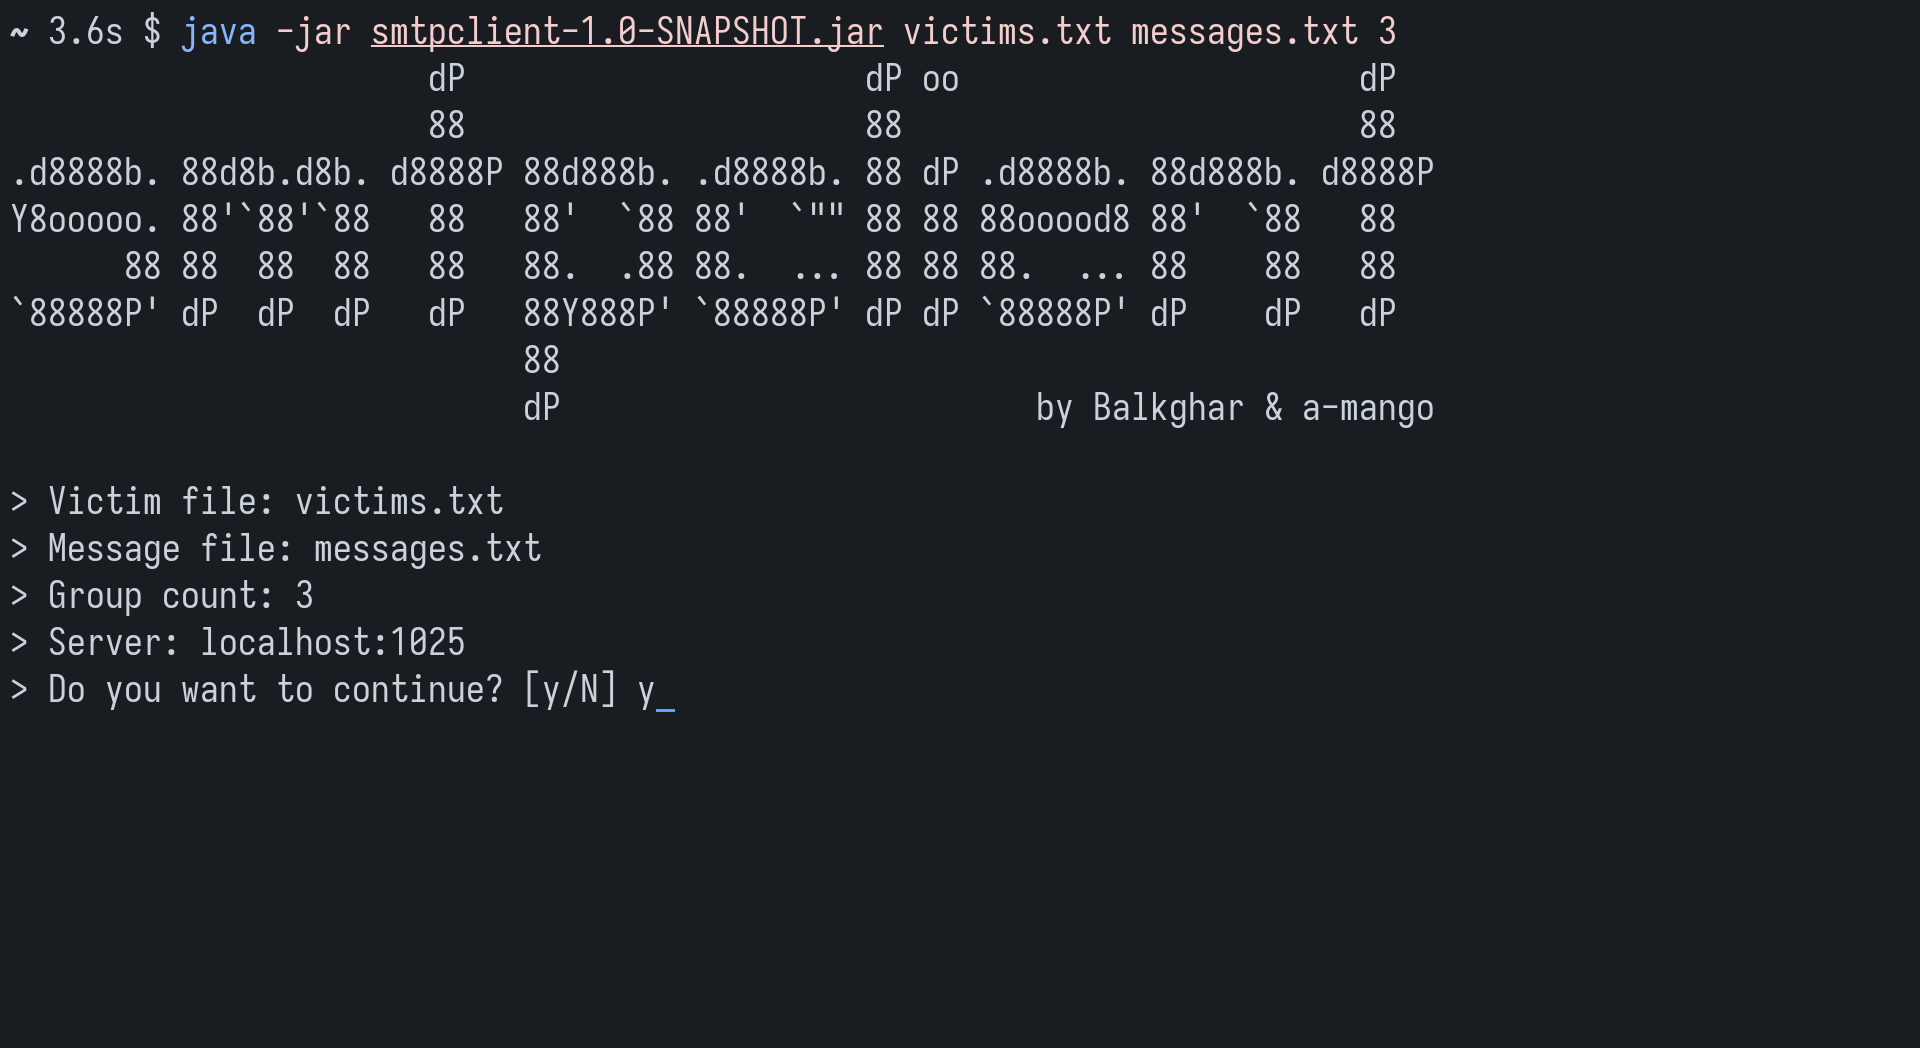 ~ 3.6s $ java -jar smtpclient-1.0-SNAPSHOT.jar victims.txt messages.txt 3
                      dP                     dP oo                     dP
                      88                     88                        88
.d8888b. 88d8b.d8b. d8888P 88d888b. .d8888b. 88 dP .d8888b. 88d888b. d8888P
Y8ooooo. 88'`88'`88   88   88'  `88 88'  `"" 88 88 88ooood8 88'  `88   88
      88 88  88  88   88   88.  .88 88.  ... 88 88 88.  ... 88    88   88
`88888P' dP  dP  dP   dP   88Y888P' `88888P' dP dP `88888P' dP    dP   dP
                           88
                           dP                         by Balkghar & a-mango

> Victim file: victims.txt
> Message file: messages.txt
> Group count: 3
> Server: localhost:1025
> Do you want to continue? [y/N] y_